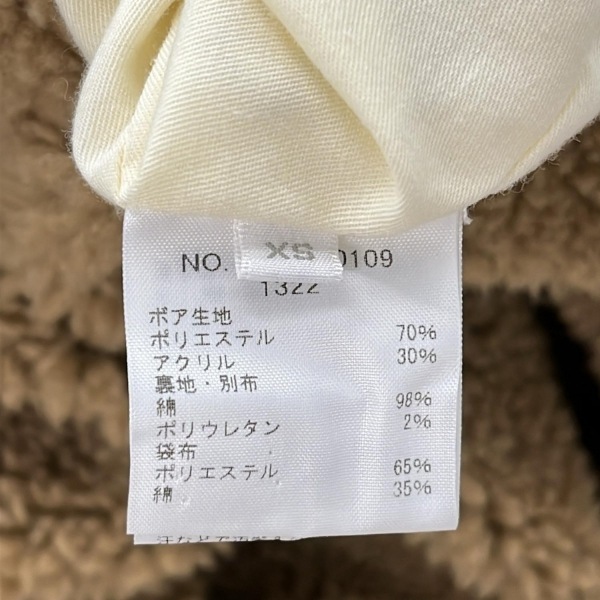 XS
NO. 0109
1322
ボア生地
ポリエステル 70%
アクリル 30%
裏地・別布
綿 98%
ポリウレタン 2%
袋布
ポリエステル 65%
綿 35%